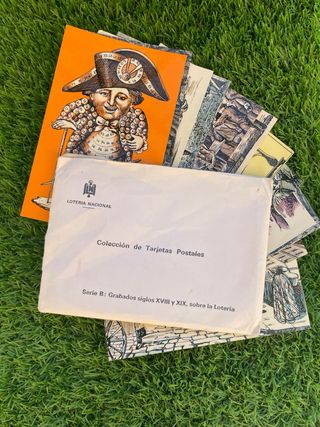 LOTERIA NACIONAL
Colección de Tarjetas Postales
Serie B: Grabados siglos XVIII y XIX, sobre la Lotería